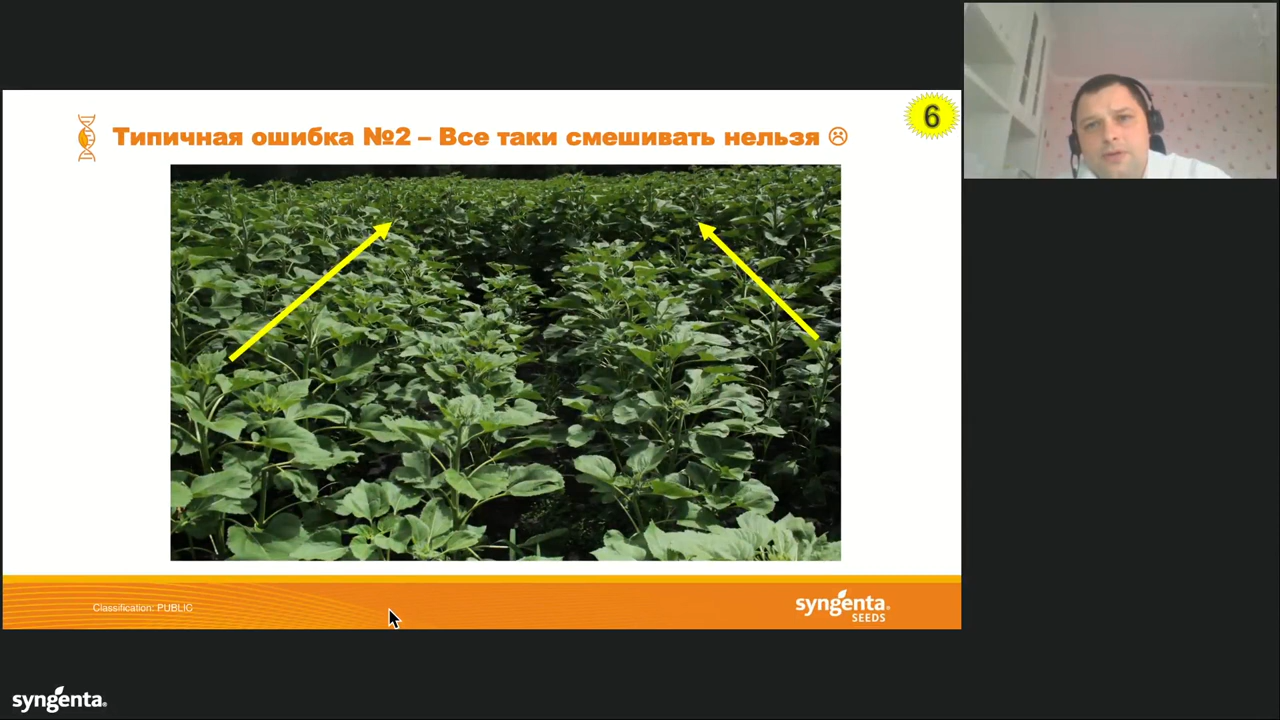 6
Типичная ошибка №2 – Все таки смешивать нельзя ☹
Classification: PUBLIC
syngenta®
SEEDS
syngenta®